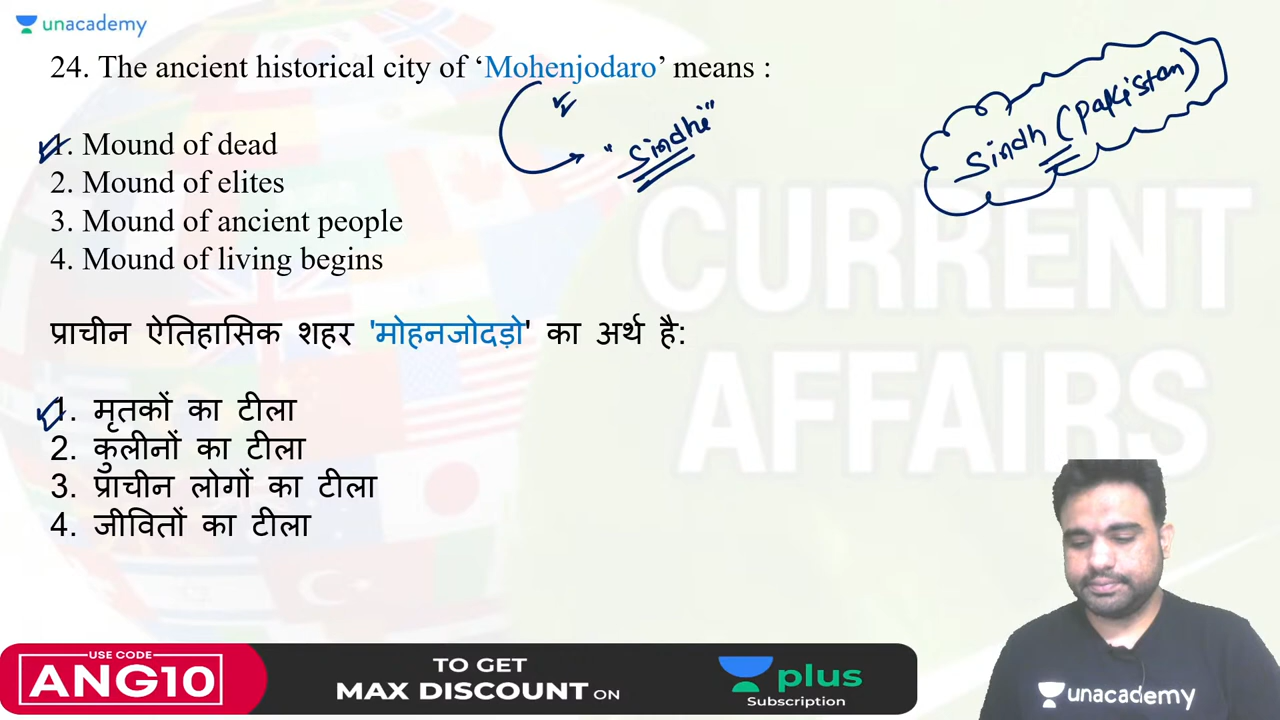 unacademy
24. The ancient historical city of ‘Mohenjodaro’ means :
"Sindhi"
Sindh (Pakistan)
1. Mound of dead
2. Mound of elites
3. Mound of ancient people
4. Mound of living begins
CURRENT
AFFAIRS
प्राचीन ऐतिहासिक शहर 'मोहनजोदड़ो' का अर्थ है:
1. मृतकों का टीला
2. कुलीनों का टीला
3. प्राचीन लोगों का टीला
4. जीवितों का टीला
USE CODE
ANG10
TO GET
MAX DISCOUNT ON
plus
Subscription
unacademy